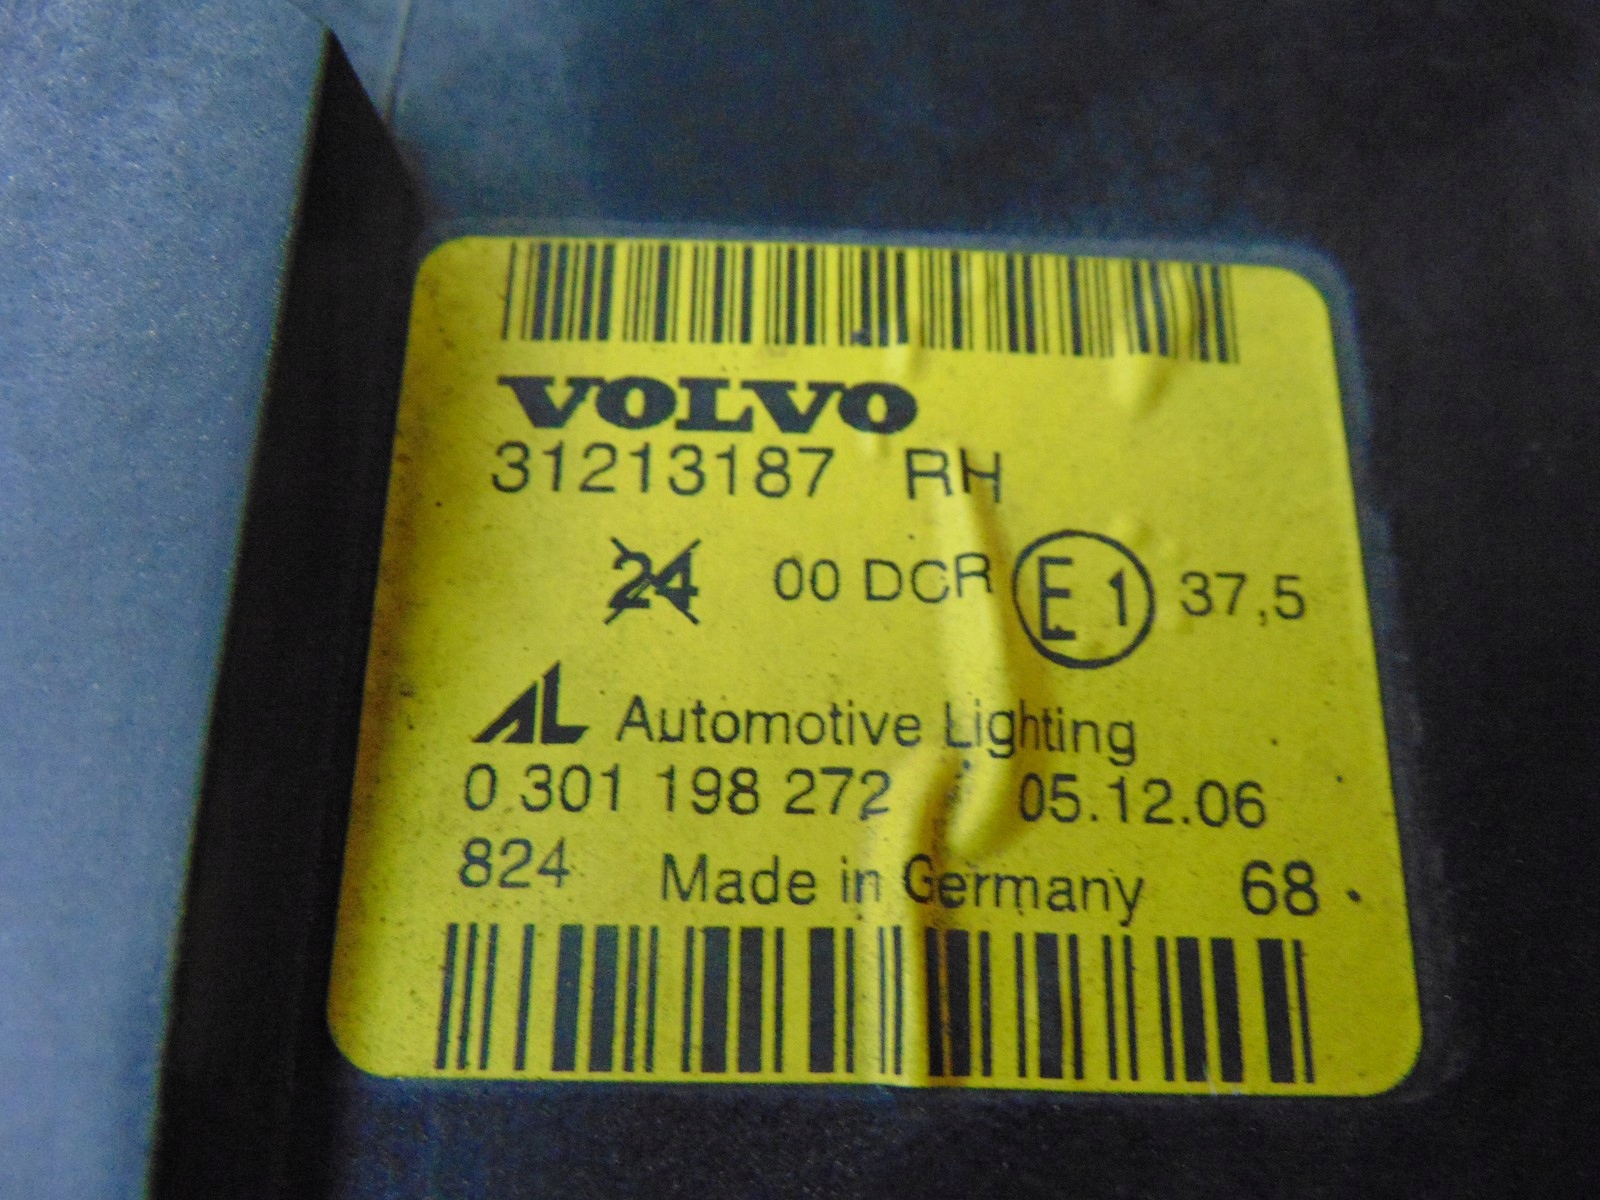 VOLVO
31213187 RH
24 00 DCR E1 37,5
AL Automotive Lighting
0 301 198 272 05.12.06
824 Made in Germany 68